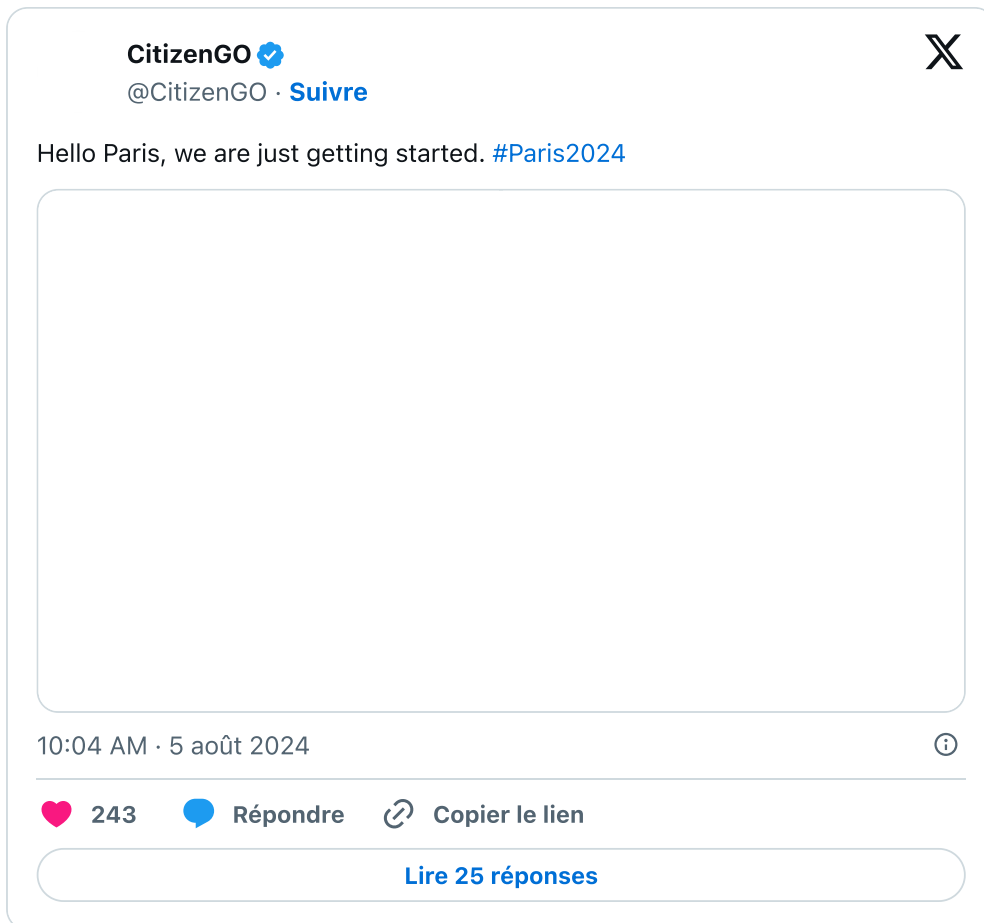 CitizenGO
@CitizenGO · Suivre
Hello Paris, we are just getting started. #Paris2024
10:04 AM · 5 août 2024
243 Répondre Copier le lien
Lire 25 réponses